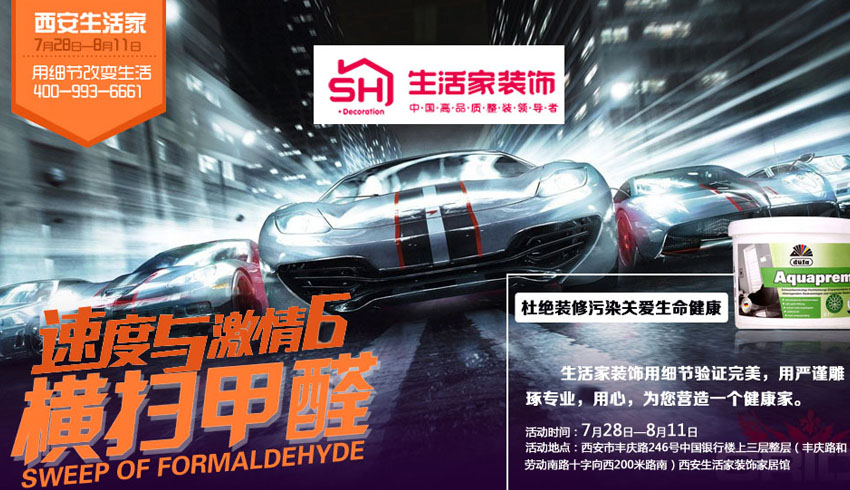 西安生活家
7月28日—8月11日
用细节改变生活
400-993-6661
SH
Decoration
生活家装饰
中·国·高·品·质·整·装·领·导·者
速度与激情6
横扫甲醛
SWEEP OF FORMALDEHYDE
düfa
Aquaprem
杜绝装修污染关爱生命健康
生活家装饰用细节验证完美，用严谨雕
琢专业，用心，为您营造一个健康家。
活动时间：7月28日—8月11日
活动地点：西安市丰庆路246号中国银行楼上三层整层（丰庆路和
劳动南路十字向西200米路南）西安生活家装饰家居馆